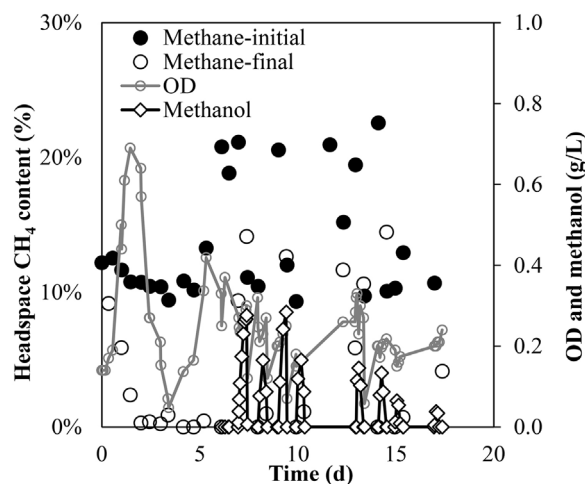 30%
20%
10%
0%
Headspace CH4 content (%)
Methane-initial
Methane-final
OD
Methanol
1.0
0.8
0.6
0.4
0.2
0.0
OD and methanol (g/L)
0 5 10 15 20
Time (d)